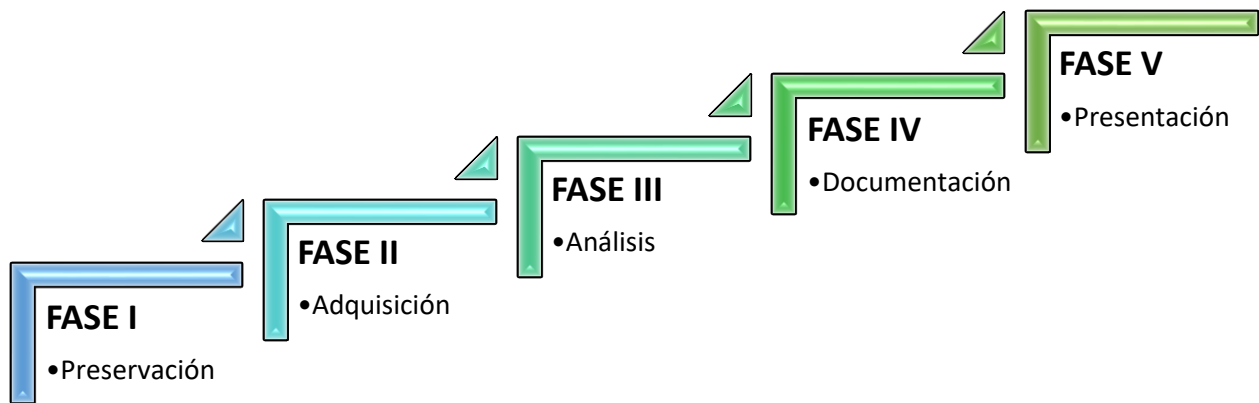 FASE I
•Preservación
FASE II
•Adquisición
FASE III
•Análisis
FASE IV
•Documentación
FASE V
•Presentación